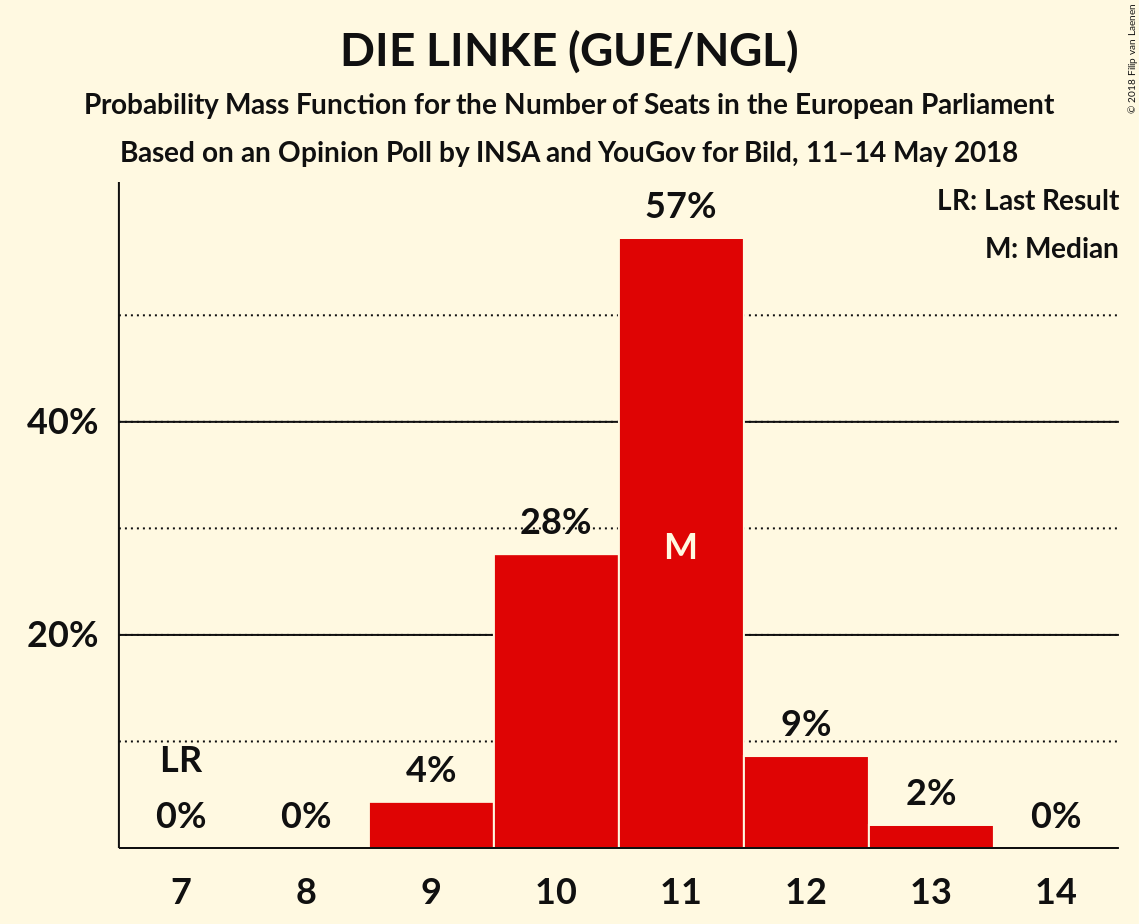 DIE LINKE (GUE/NGL)
Probability Mass Function for the Number of Seats in the European Parliament
Based on an Opinion Poll by INSA and YouGov for Bild, 11–14 May 2018
© 2018 Filip van Laenen
LR: Last Result
M: Median
57%
40%
28%
M
20%
9%
LR
4%
2%
0%
0%
0%
7 8 9 10 11 12 13 14